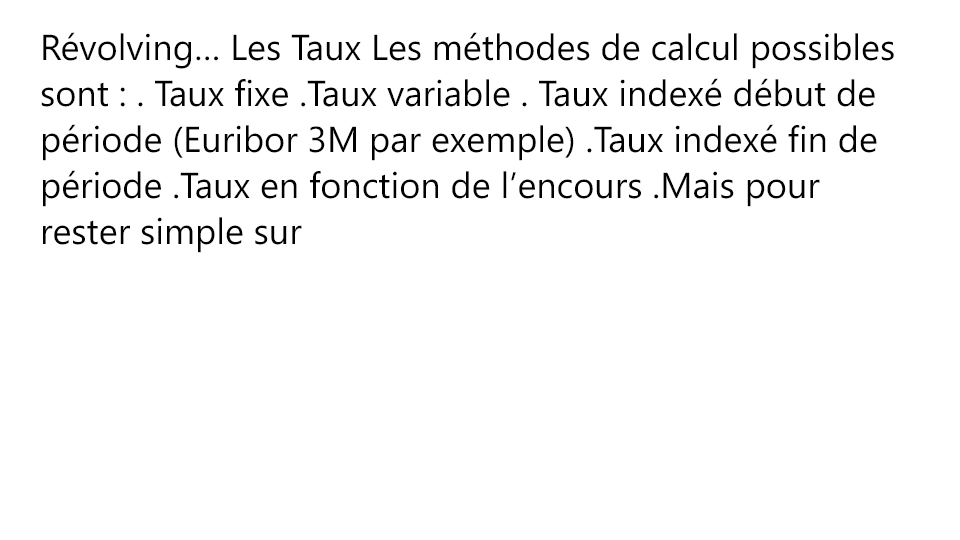 Révolving… Les Taux Les méthodes de calcul possibles
sont : . Taux fixe .Taux variable . Taux indexé début de
période (Euribor 3M par exemple) .Taux indexé fin de
période .Taux en fonction de l’encours .Mais pour
rester simple sur